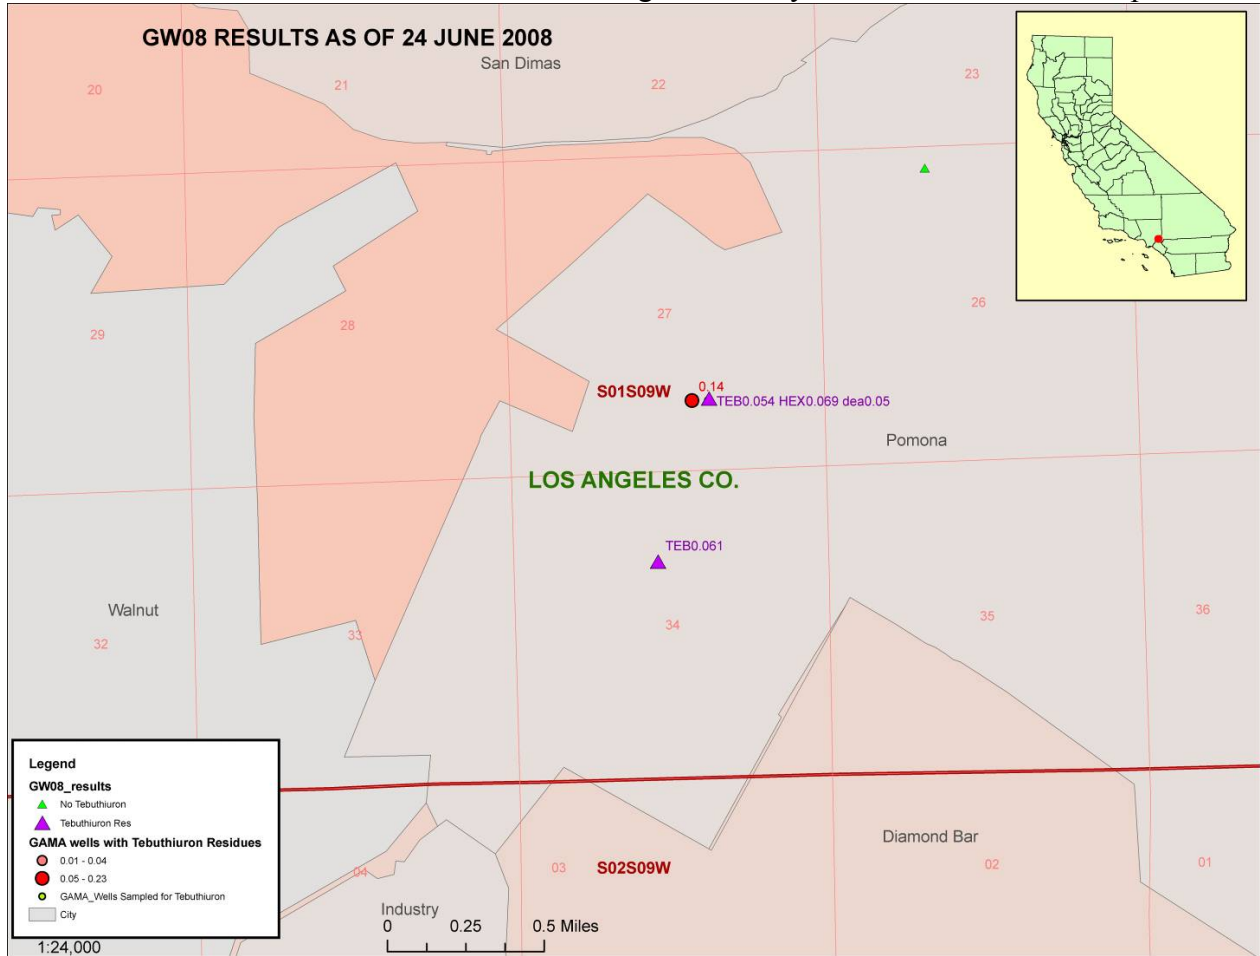 GW08 RESULTS AS OF 24 JUNE 2008
San Dimas
20
21
22
23
29
28
27
26
S01S09W
0.14
TEB0.054 HEX0.069 dea0.05
Pomona
LOS ANGELES CO.
TEB0.061
Walnut
32
33
34
35
36
Diamond Bar
04
03
S02S09W
02
01
Industry
0 0.25 0.5 Miles
Legend
GW08_results
No Tebuthiuron
Tebuthiuron Res
GAMA wells with Tebuthiuron Residues
0.01 - 0.04
0.05 - 0.23
GAMA_Wells Sampled for Tebuthiuron
City
1:24,000